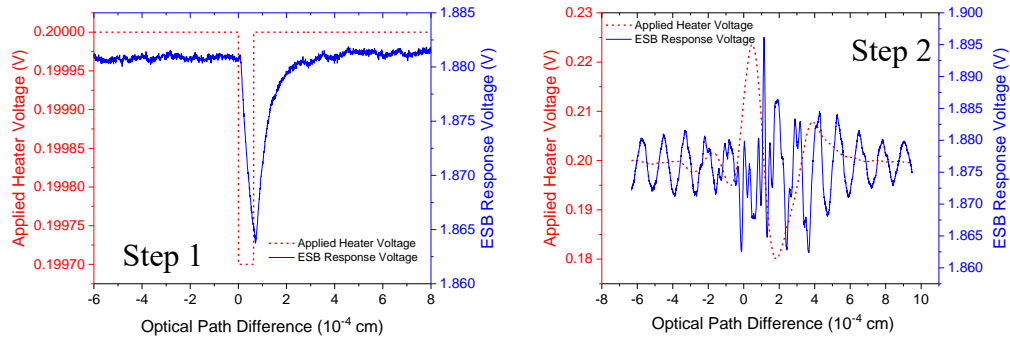 Applied Heater Voltage (V)
0.20000
0.19995
0.19990
0.19985
0.19980
0.19975
0.19970
-6 -4 -2 0 2 4 6 8
Optical Path Difference (10⁻⁴ cm)
1.885
1.880
1.875
1.870
1.865
1.860
ESB Response Voltage (V)
Step 1
Applied Heater Voltage
ESB Response Voltage
Applied Heater Voltage (V)
0.23
0.22
0.21
0.20
0.19
0.18
-8 -6 -4 -2 0 2 4 6 8 10
Optical Path Difference (10⁻⁴ cm)
1.900
1.895
1.890
1.885
1.880
1.875
1.870
1.865
1.860
ESB Response Voltage (V)
Applied Heater Voltage
ESB Response Voltage
Step 2